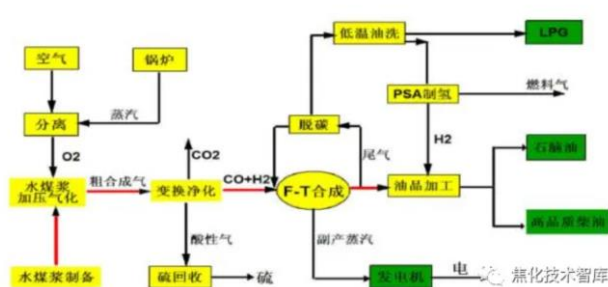 低温油洗
LPG
空气
锅炉
PSA制氢
燃料气
蒸汽
分离
脱碳
H2
石脑油
CO2
尾气
O2
水煤浆
加压气化
粗合成气
变换净化
CO+H2
F-T合成
油品加工
酸性气
副产蒸汽
高品质柴油
水煤浆制备
硫回收
硫
发电机
电
焦化技术智库